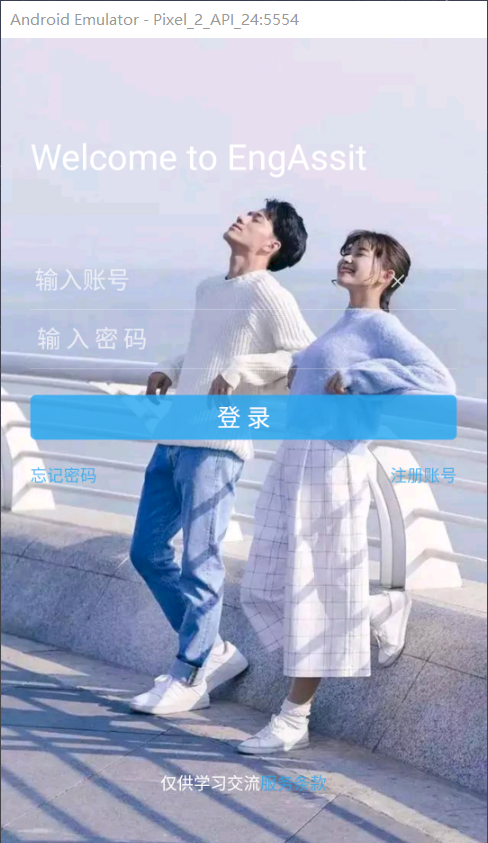 Android Emulator - Pixel_2_API_24:5554
Welcome to EngAssit
输入账号
输入密码
登录
忘记密码 注册账号
仅供学习交流服务条款